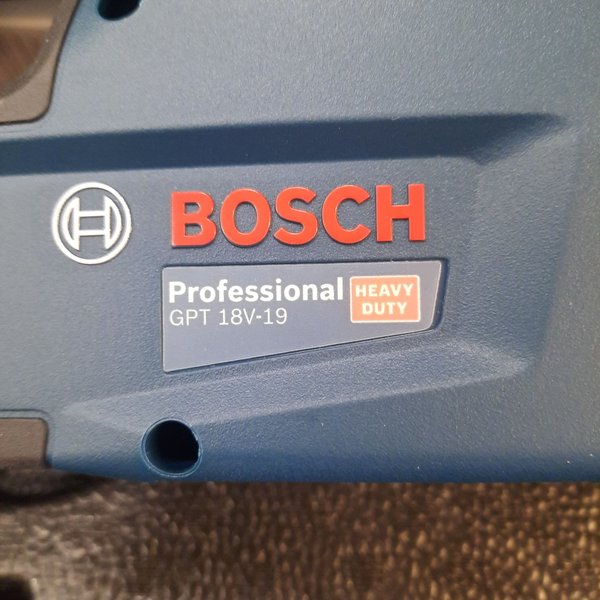 BOSCH
Professional
GPT 18V-19
HEAVY
DUTY